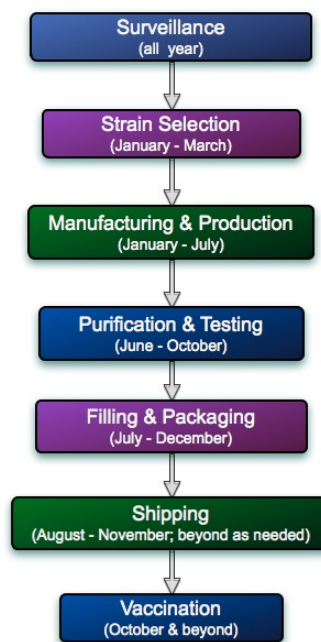 Surveillance
(all year)
Strain Selection
(January - March)
Manufacturing & Production
(January - July)
Purification & Testing
(June - October)
Filling & Packaging
(July - December)
Shipping
(August - November; beyond as needed)
Vaccination
(October & beyond)